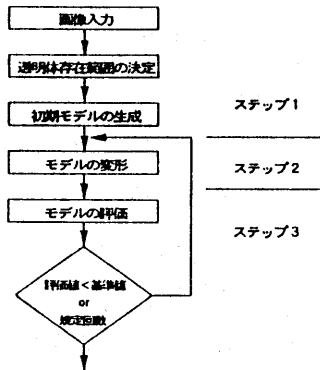 画像入力
透明体存在範囲の決定
初期モデルの生成
ステップ1
モデルの変形
ステップ2
モデルの評価
ステップ3
評価値<基準値
or
規定回数